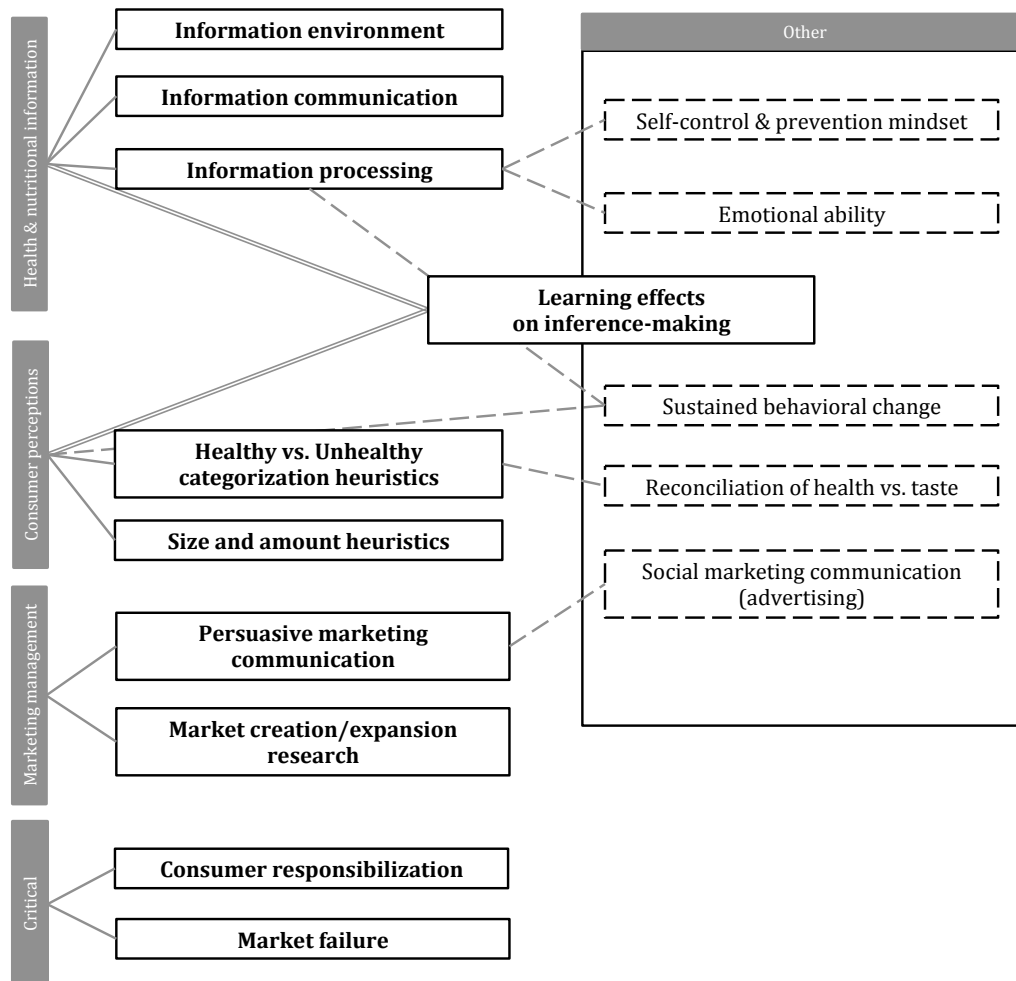 Health & nutritional information
Information environment
Information communication
Information processing
Other
Self-control & prevention mindset
Emotional ability
Learning effects
on inference-making
Consumer perceptions
Healthy vs. Unhealthy
categorization heuristics
Size and amount heuristics
Sustained behavioral change
Reconciliation of health vs. taste
Social marketing communication
(advertising)
Marketing management
Persuasive marketing
communication
Market creation/expansion
research
Critical
Consumer responsibilization
Market failure